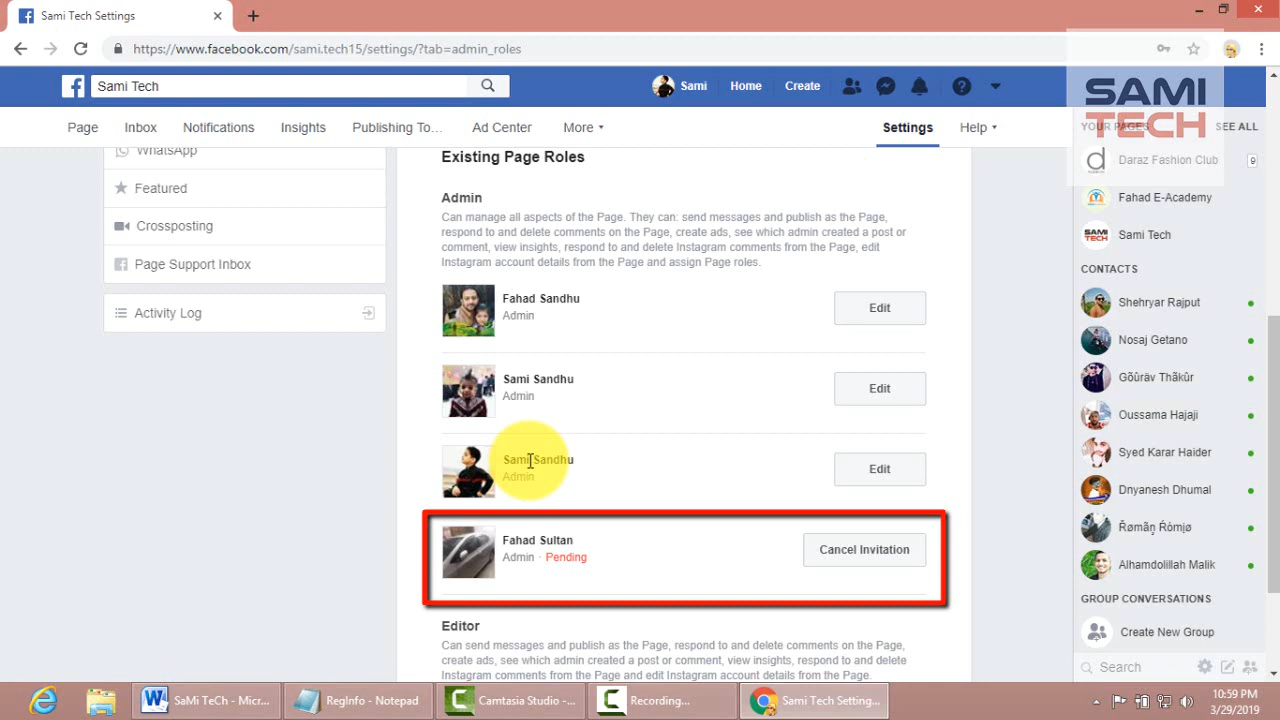 Sami Tech Settings
https://www.facebook.com/sami.tech15/settings/?tab=admin_roles
Sami Tech
Sami
Home
Create
SAMI
TECH
Page
Inbox
Notifications
Insights
Publishing To...
Ad Center
More
Settings
Help
WhatsApp
Featured
Crossposting
Page Support Inbox
Activity Log
Existing Page Roles
Admin
Can manage all aspects of the Page. They can: send messages and publish as the Page,
respond to and delete comments on the Page, create ads, see which admin created a post or
comment, view insights, respond to and delete Instagram comments from the Page, edit
Instagram account details from the Page and assign Page roles.
Fahad Sandhu
Admin
Edit
Sami Sandhu
Admin
Edit
Sami Sandhu
Admin
Edit
Fahad Sultan
Admin · Pending
Cancel Invitation
Editor
Can send messages and publish as the Page, respond to and delete comments on the Page,
create ads, see which admin created a post or comment, view insights, respond to and delete
Instagram comments from the Page and edit Instagram account details from the Page.
YOUR PAGES
SEE ALL
Daraz Fashion Club
9
Fahad E-Academy
SAMI
TECH
Sami Tech
CONTACTS
Shehryar Rajput
Nosaj Getano
Gõûräv Thãkûr
Oussama Hajaji
Syed Karar Haider
Dnyanesh Dhumal
Alhamdolillah Malik
GROUP CONVERSATIONS
Create New Group
Search
SaMi TeCh - Micr...
RegInfo - Notepad
Camtasia Studio - ...
Recording...
Sami Tech Setting...
10:59 PM
3/29/2019